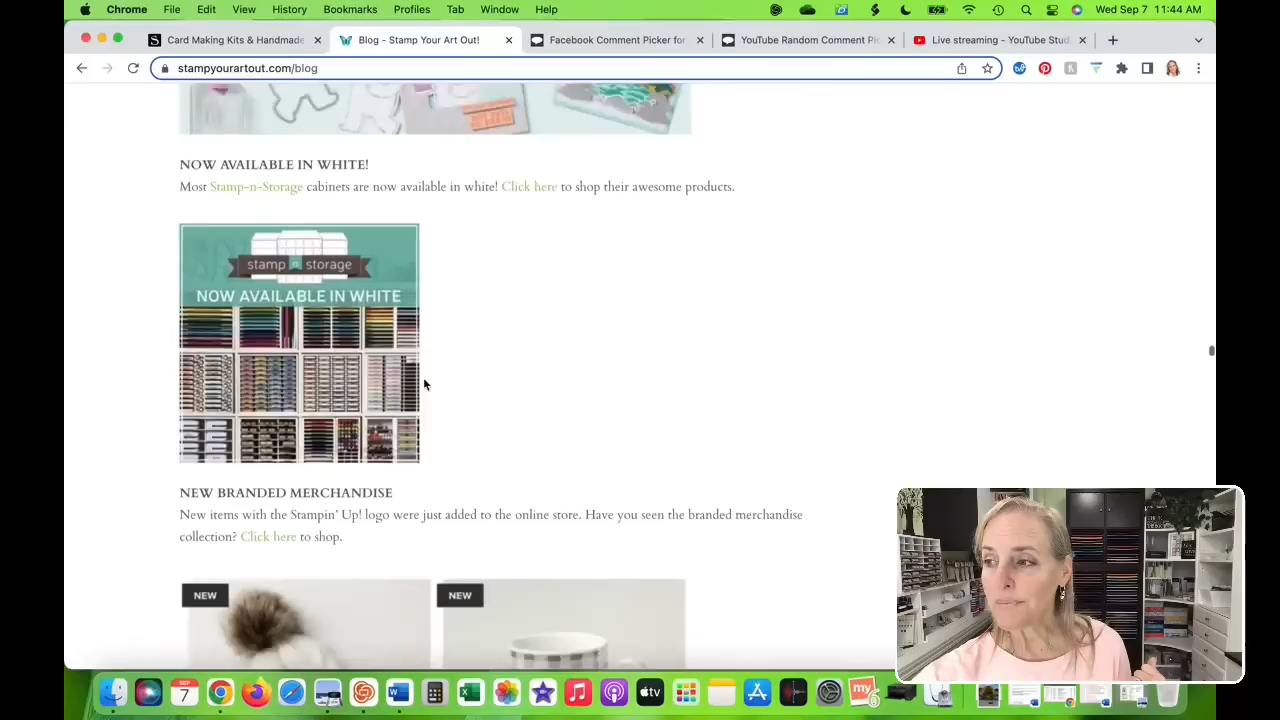 Chrome File Edit View History Bookmarks Profiles Tab Window Help Wed Sep 7 11:44 AM
Card Making Kits & Handmade Blog - Stamp Your Art Out! Facebook Comment Picker for YouTube Random Comment Pi Live streaming - YouTube Stud
stampyourartout.com/blog
NOW AVAILABLE IN WHITE!
Most Stamp-n-Storage cabinets are now available in white! Click here to shop their awesome products.
stamp n storage
NOW AVAILABLE IN WHITE
NEW BRANDED MERCHANDISE
New items with the Stampin' Up! logo were just added to the online store. Have you seen the branded merchandise
collection? Click here to shop.
NEW NEW
SEP
7
tv
my
6